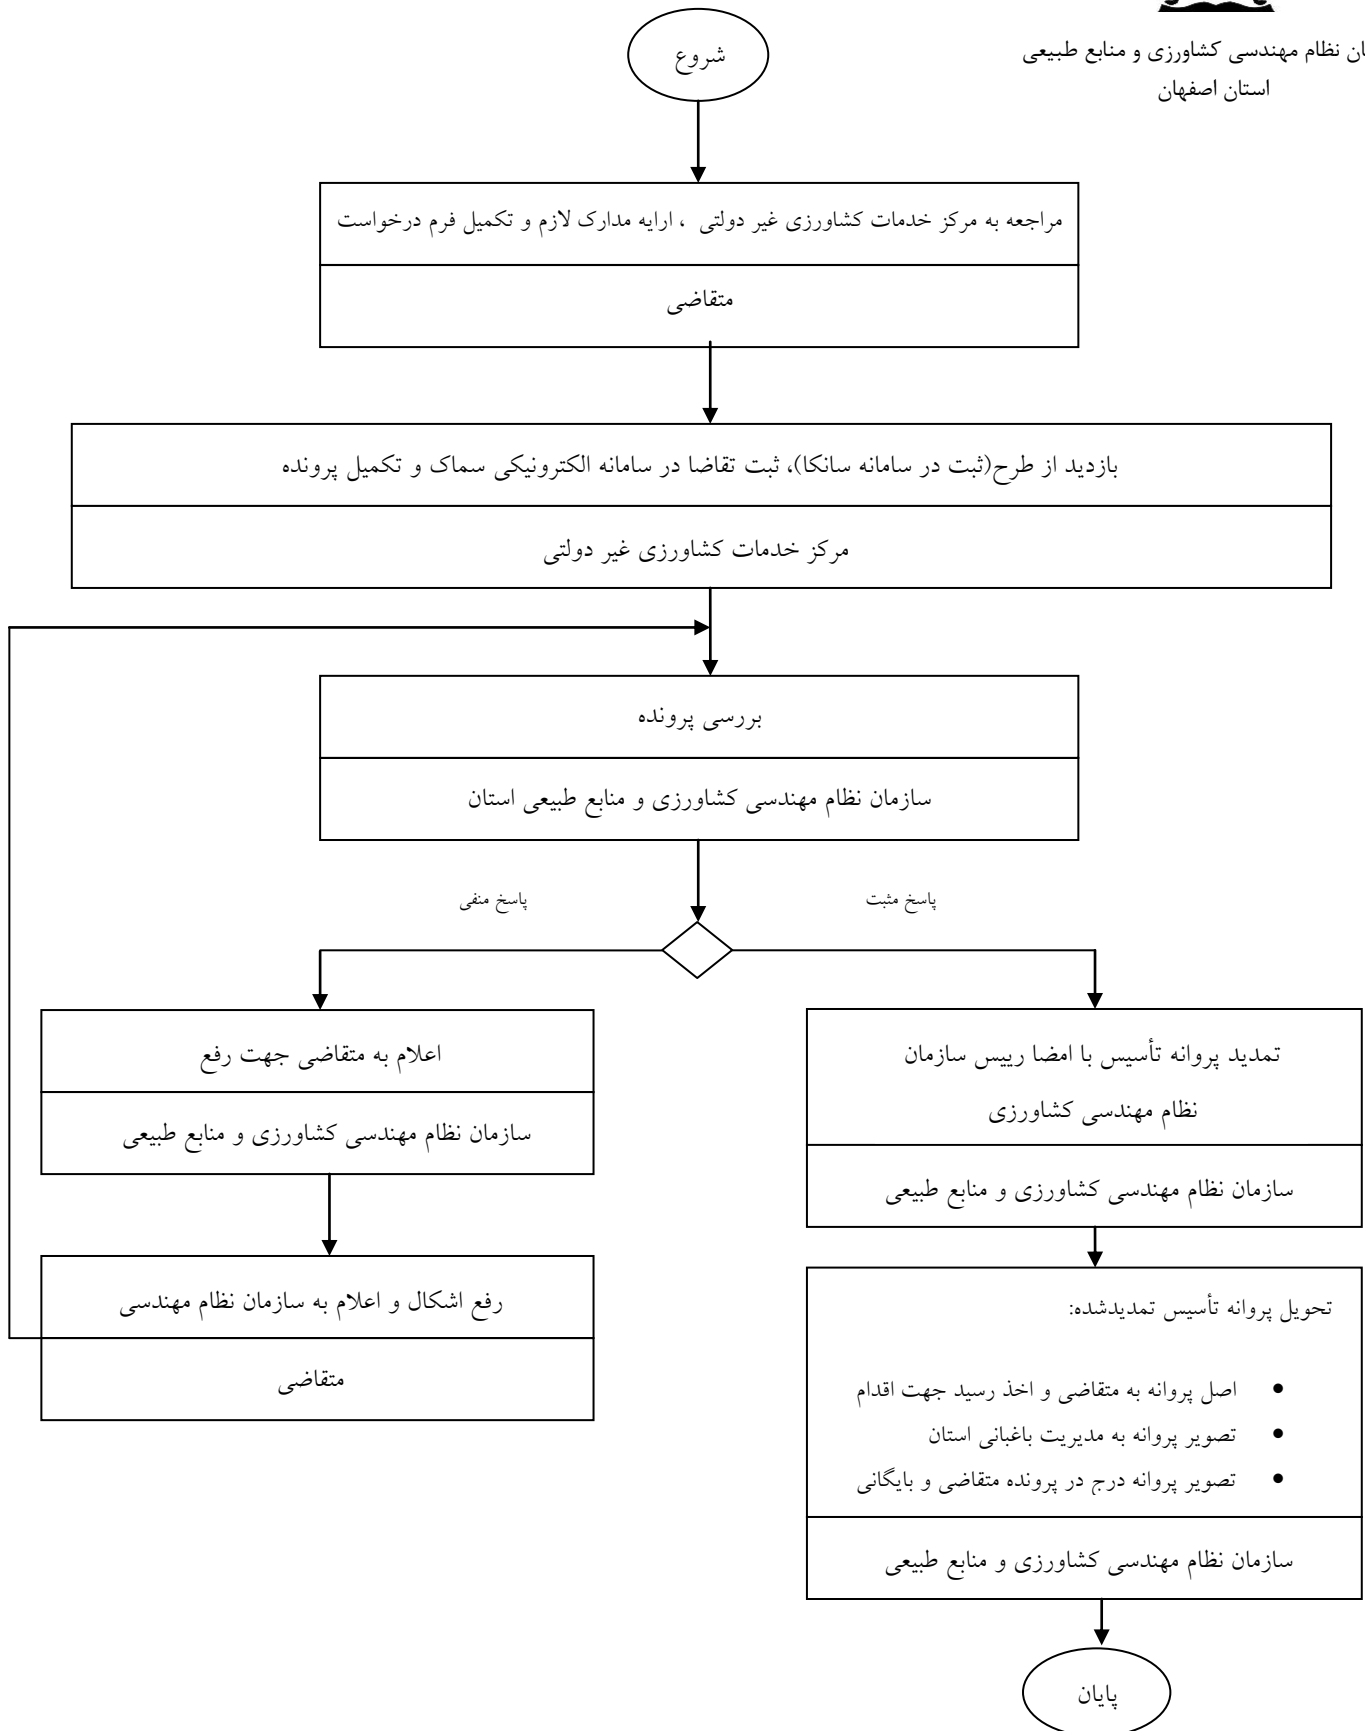 نظام مهندسی کشاورزی و منابع طبیعی
استان اصفهان
شروع
مراجعه به مرکز خدمات کشاورزی غیر دولتی ، ارایه مدارک لازم و تکمیل فرم درخواست
متقاضی
بازدید از طرح(ثبت در سامانه سانکا)، ثبت تقاضا در سامانه الکترونیکی سماک و تکمیل پرونده
مرکز خدمات کشاورزی غیر دولتی
بررسی پرونده
سازمان نظام مهندسی کشاورزی و منابع طبیعی استان
پاسخ مثبت
پاسخ منفی
تمدید پروانه تأسیس با امضا رییس سازمان
نظام مهندسی کشاورزی
سازمان نظام مهندسی کشاورزی و منابع طبیعی
تحویل پروانه تأسیس تمدیدشده:
• اصل پروانه به متقاضی و اخذ رسید جهت اقدام
• تصویر پروانه به مدیریت باغبانی استان
• تصویر پروانه درج در پرونده متقاضی و بایگانی
سازمان نظام مهندسی کشاورزی و منابع طبیعی
پایان
اعلام به متقاضی جهت رفع
سازمان نظام مهندسی کشاورزی و منابع طبیعی
رفع اشکال و اعلام به سازمان نظام مهندسی
متقاضی